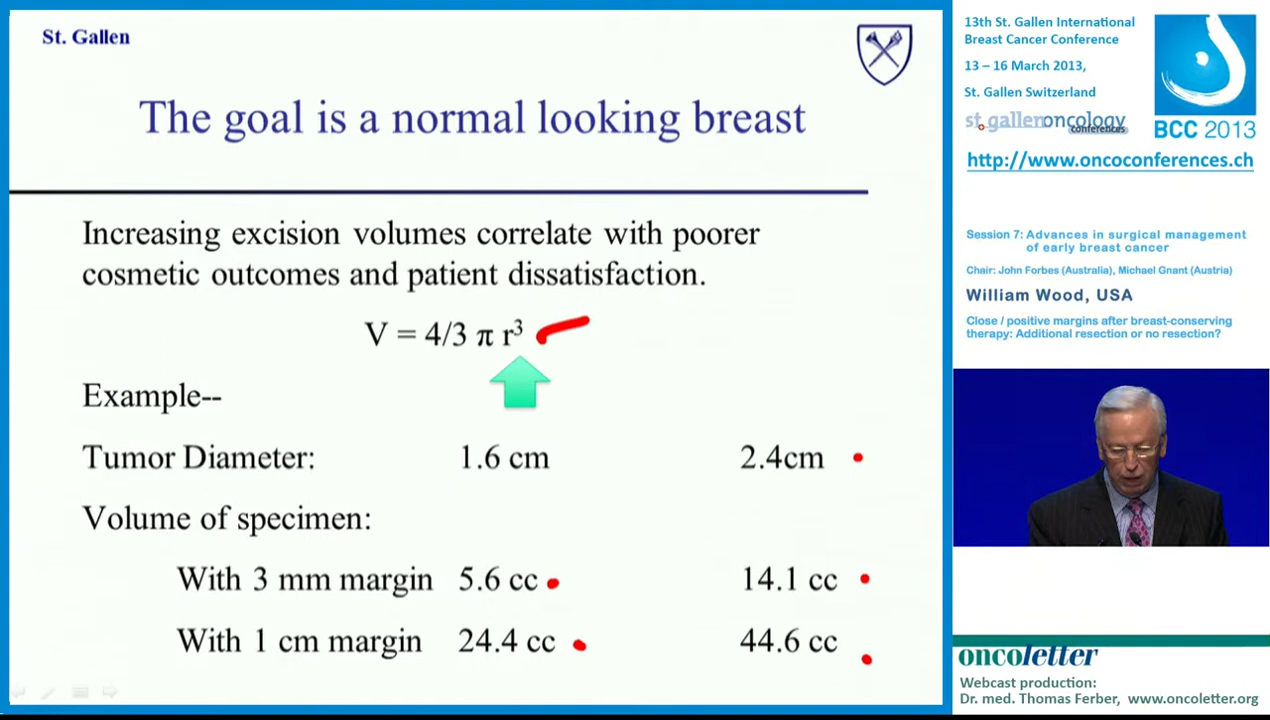 St. Gallen
The goal is a normal looking breast
Increasing excision volumes correlate with poorer
cosmetic outcomes and patient dissatisfaction.
V = 4/3 π r³
Example--
Tumor Diameter: 1.6 cm 2.4cm
Volume of specimen:
With 3 mm margin 5.6 cc 14.1 cc
With 1 cm margin 24.4 cc 44.6 cc
13th St. Gallen International
Breast Cancer Conference
13 – 16 March 2013,
St. Gallen Switzerland
st.gallenoncology
conferences
BCC 2013
http://www.oncoconferences.ch
Session 7: Advances in surgical management
of early breast cancer
Chair: John Forbes (Australia), Michael Gnant (Austria)
William Wood, USA
Close / positive margins after breast-conserving
therapy: Additional resection or no resection?
oncoletter
Webcast production:
Dr. med. Thomas Ferber, www.oncoletter.org